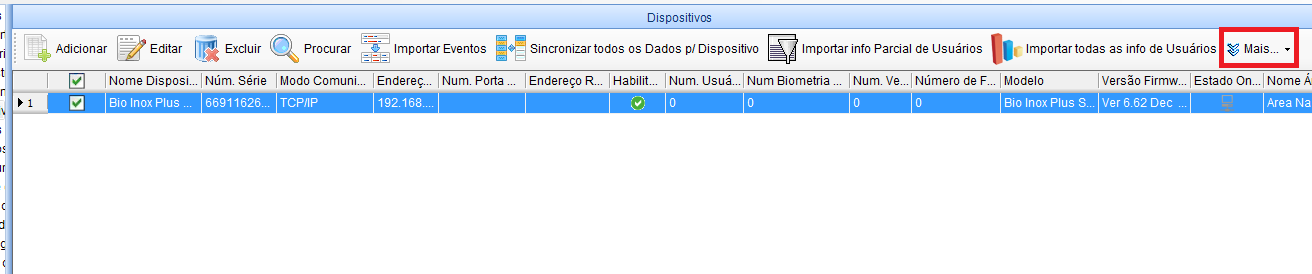 Dispositivos
Adicionar Editar Excluir Procurar Importar Eventos Sincronizar todos os Dados p/ Dispositivo Importar info Parcial de Usuários Importar todas as info de Usuários Mais...
Nome Disposi... Núm. Série Modo Comuni... Endereç... Num. Porta ... Endereço R... Habilit... Num. Usuá... Num Biometria ... Num. Ve... Número de F... Modelo Versão Firmw... Estado On... Nome Á
1 Bio Inox Plus ... 66911626... TCP/IP 192.168.... 0 0 0 0 Bio Inox Plus S... Ver 6.62 Dec ... Area Na